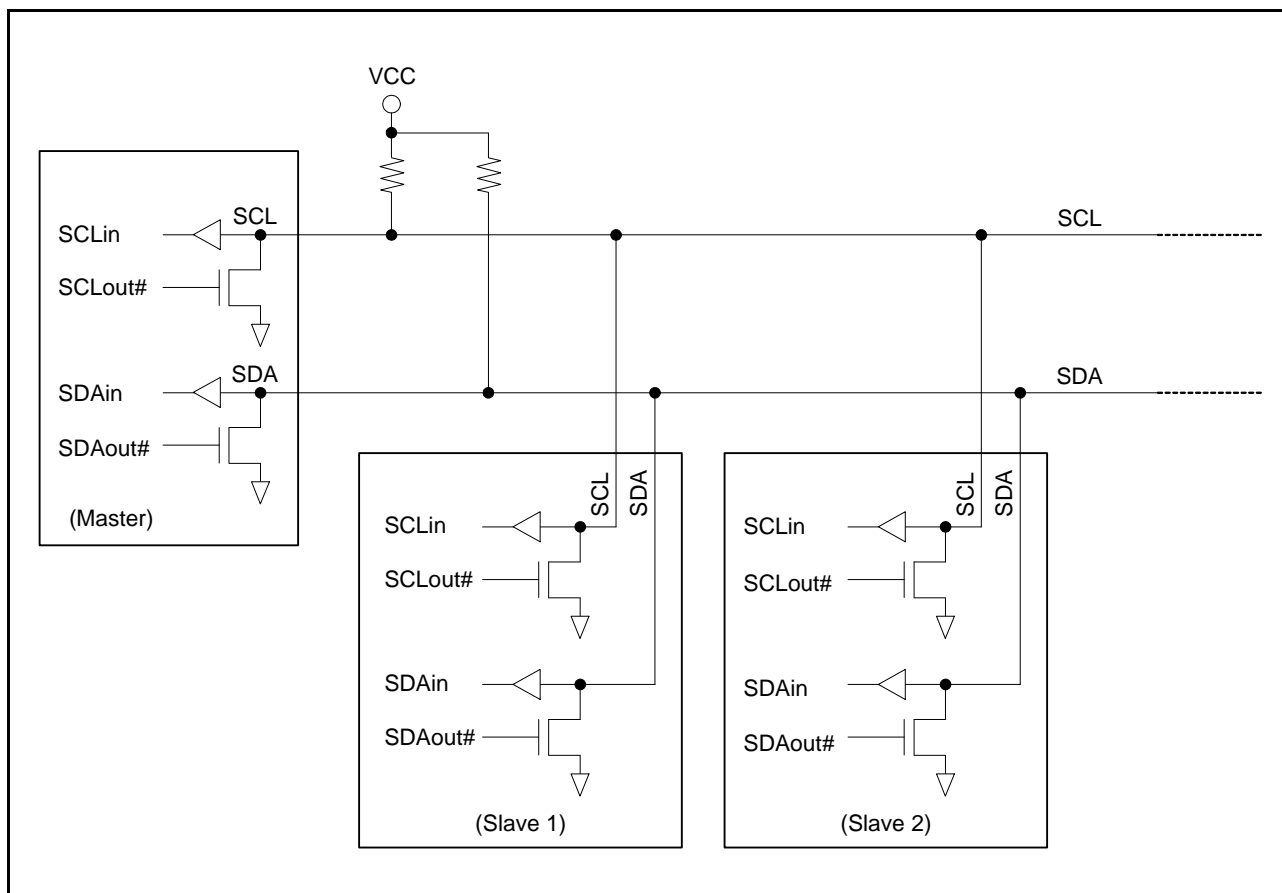 VCC
SCL
SCLin
SCLout#
SDA
SDAin
SDAout#
(Master)
SCL
SDA
SCL
SDA
SCLin
SCLout#
SDAin
SDAout#
(Slave 1)
SCL
SDA
SCLin
SCLout#
SDAin
SDAout#
(Slave 2)